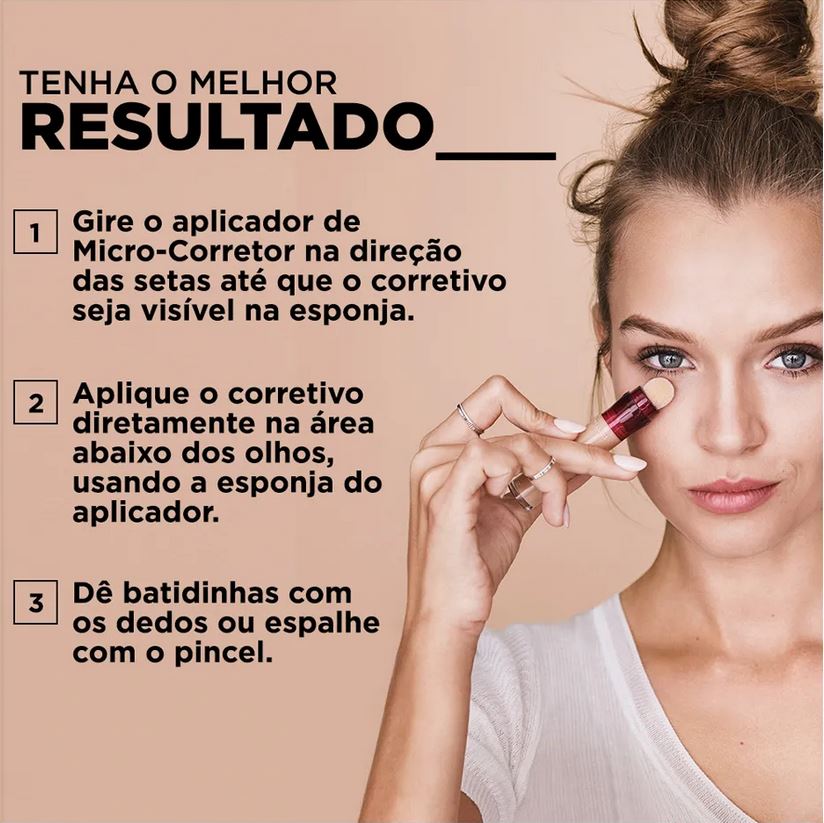 TENHA O MELHOR
RESULTADO
1
Gire o aplicador de
Micro-Corretor na direção
das setas até que o corretivo
seja visível na esponja.
2
Aplique o corretivo
diretamente na área
abaixo dos olhos,
usando a esponja do
aplicador.
3
Dê batidinhas com
os dedos ou espalhe
com o pincel.